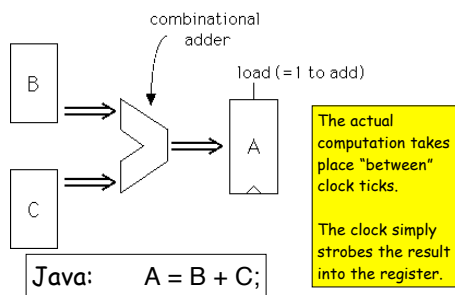 combinational
adder
load (=1 to add)
B
A
C
The actual
computation takes
place “between”
clock ticks.
The clock simply
strobes the result
into the register.
Java: A = B + C;